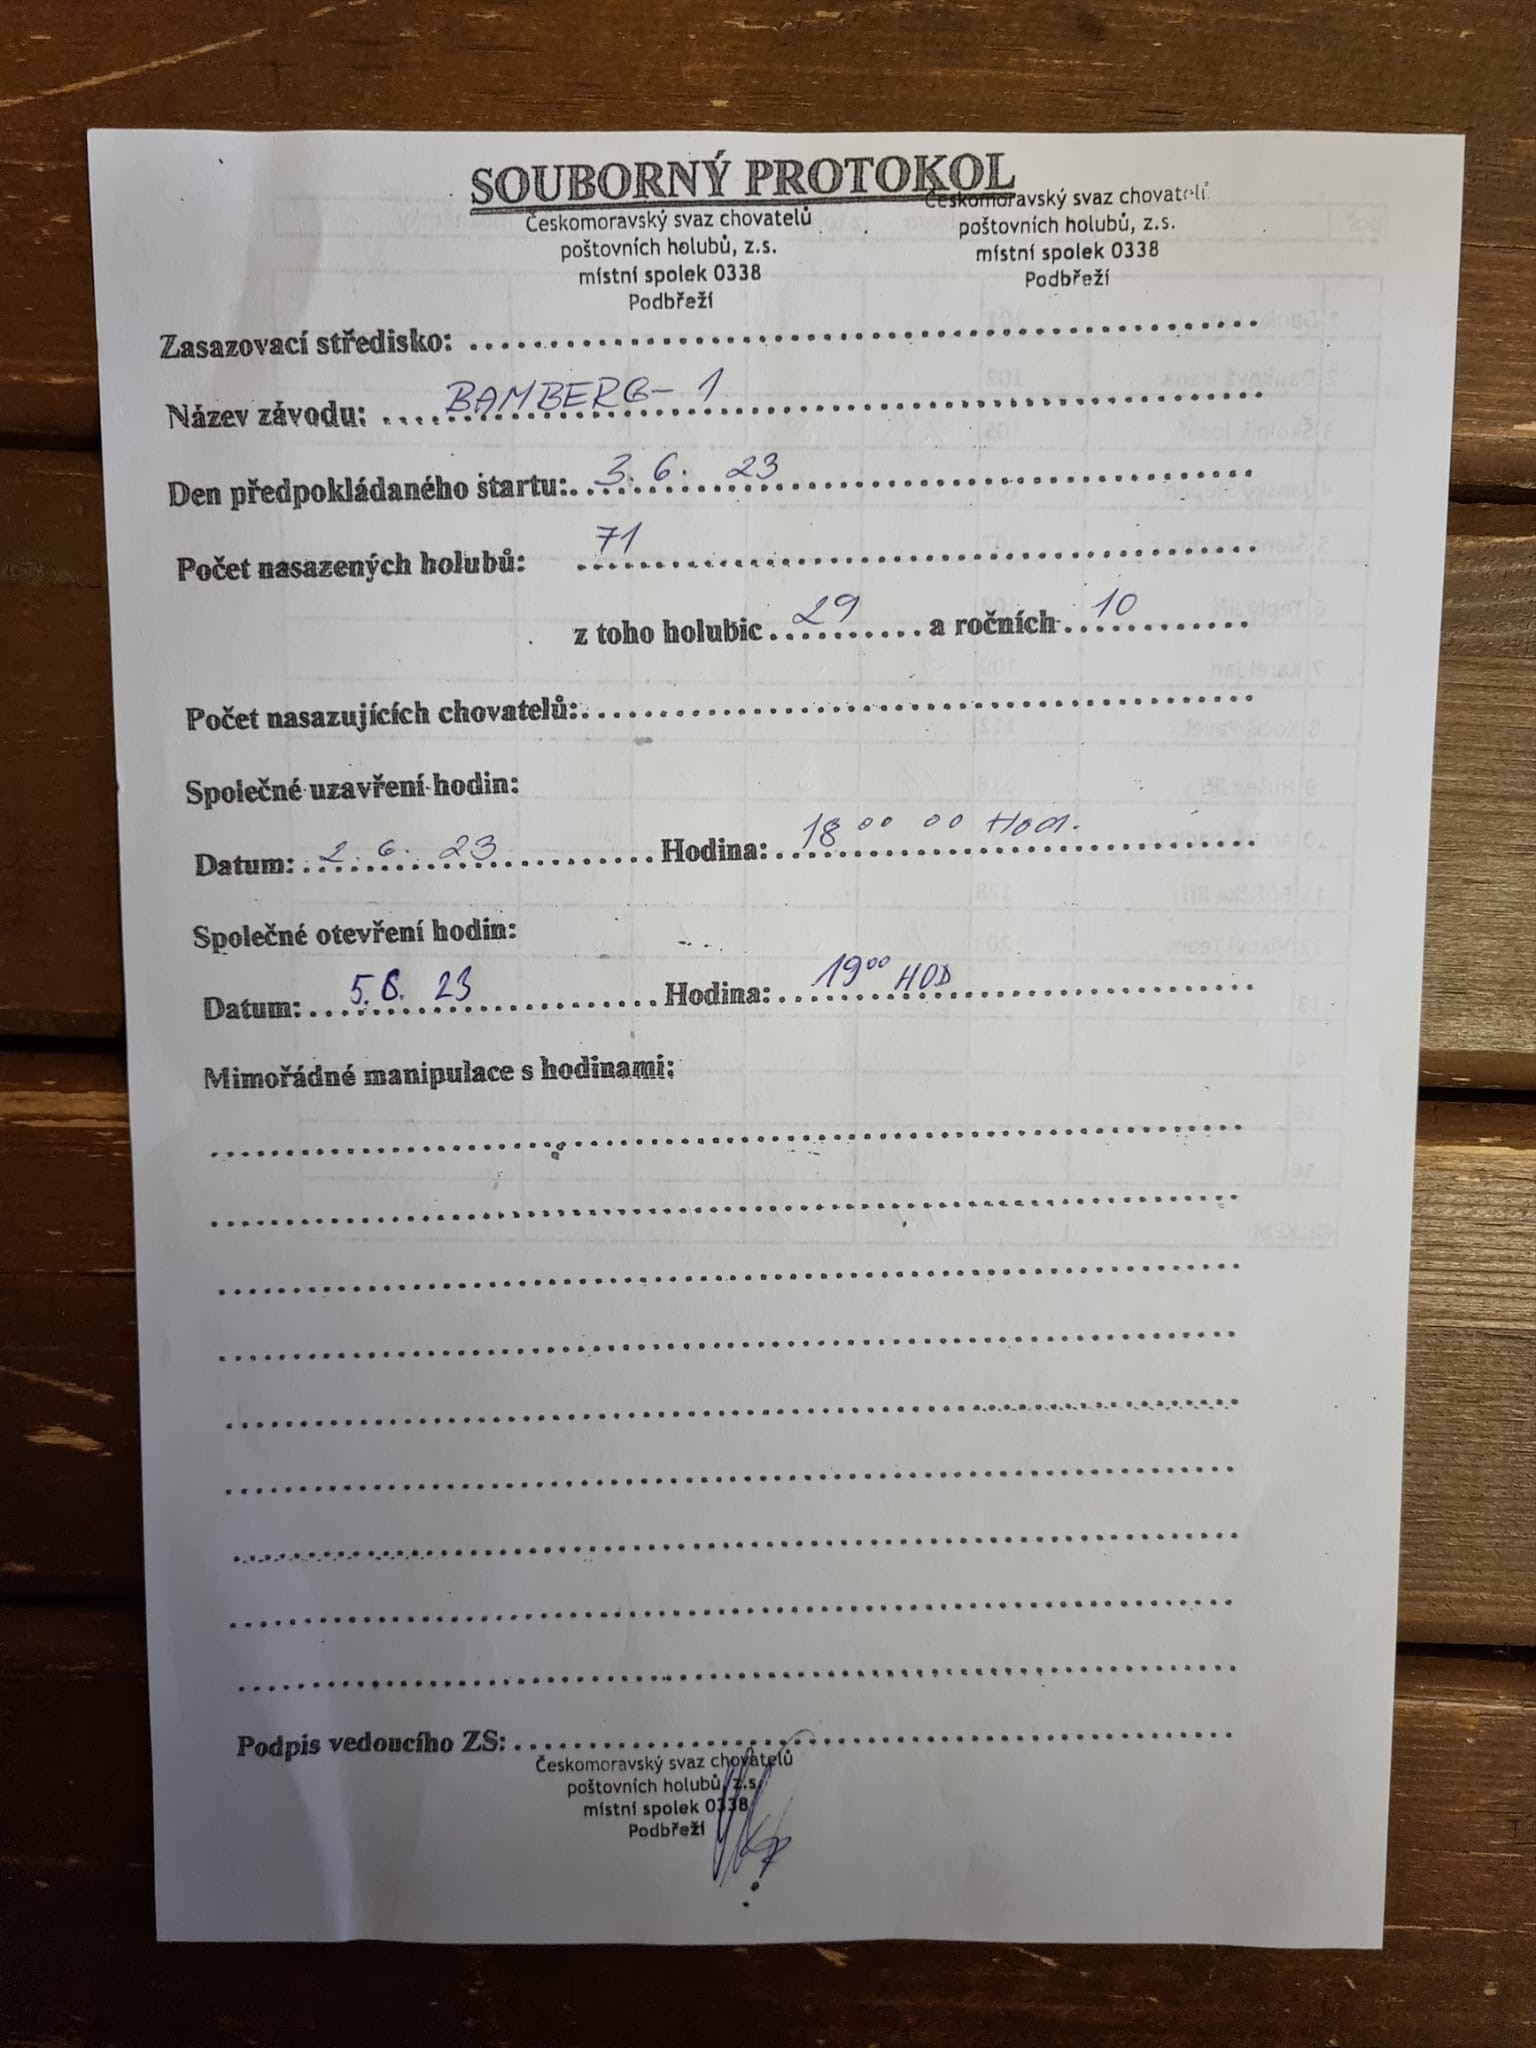 SOUBORNÝ PROTOKOL
Českomoravský svaz chovatelů
poštovních holubů, z.s.
místní spolek 0338
Podbřeží
Českomoravský svaz chovatelů
poštovních holubů, z.s.
místní spolek 0338
Podbřeží
Zasazovací středisko:
Název závodu: BAMBERG - 1
Den předpokládaného startu: 3. 6. 23
Počet nasazených holubů: 71
z toho holubic 29 a ročních 10
Počet nasazujících chovatelů:
Společné uzavření hodin:
Datum: 2. 6. 23 Hodina: 18 00 00 Hod.
Společné otevření hodin:
Datum: 5. 6. 23 Hodina: 19 00 HOD
Mimořádné manipulace s hodinami:
Podpis vedoucího ZS:
Českomoravský svaz chovatelů
poštovních holubů, z.s.
místní spolek 0338
Podbřeží